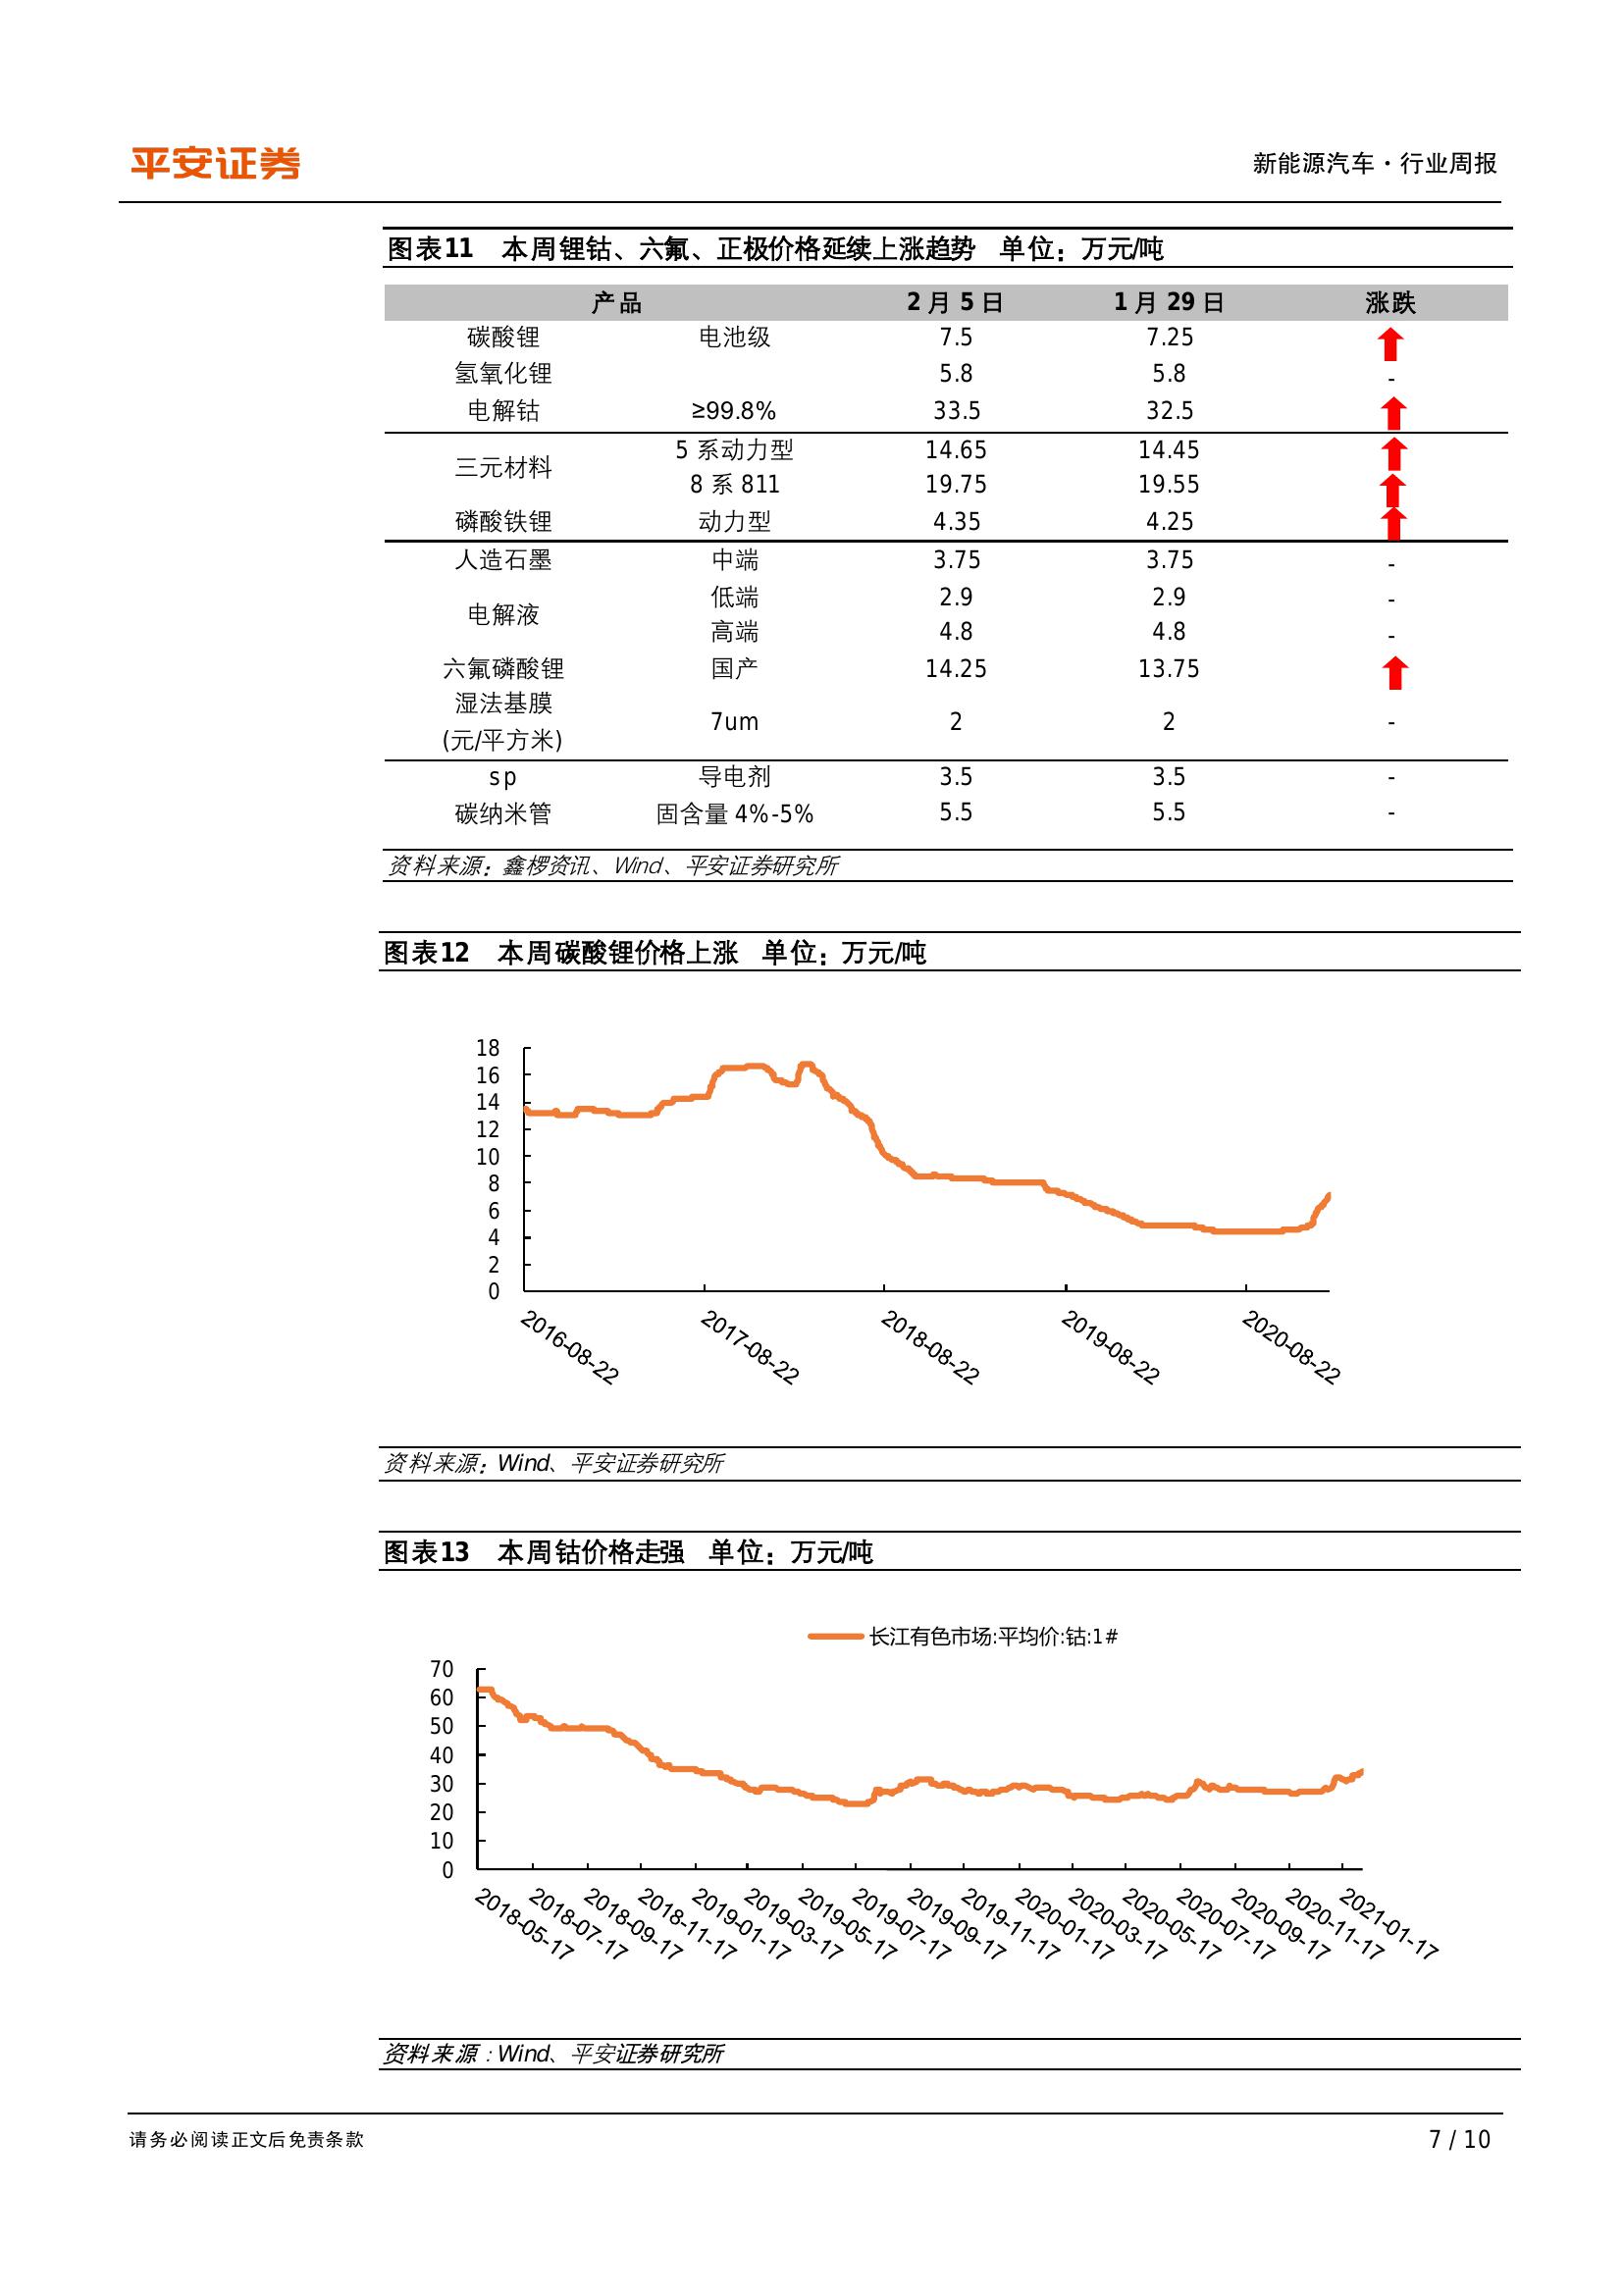 平安证券
新能源汽车·行业周报
图表11 本周锂钴、六氟、正极价格延续上涨趋势 单位：万元/吨
产品 2月5日 1月29日 涨跌
碳酸锂 电池级 7.5 7.25
氢氧化锂 5.8 5.8 -
电解钴 ≥99.8% 33.5 32.5
三元材料
5系动力型 14.65 14.45
8系811 19.75 19.55
磷酸铁锂 动力型 4.35 4.25
人造石墨 中端 3.75 3.75 -
电解液
低端 2.9 2.9 -
高端 4.8 4.8 -
六氟磷酸锂 国产 14.25 13.75
湿法基膜
(元/平方米)
7um 2 2 -
sp 导电剂 3.5 3.5 -
碳纳米管 固含量4%-5% 5.5 5.5 -
资料来源：鑫椤资讯、Wind、平安证券研究所
图表12 本周碳酸锂价格上涨 单位：万元/吨
18
16
14
12
10
8
6
4
2
0
2016-08-22 2017-08-22 2018-08-22 2019-08-22 2020-08-22
资料来源：Wind、平安证券研究所
图表13 本周钴价格走强 单位：万元/吨
长江有色市场:平均价:钴:1#
70
60
50
40
30
20
10
0
2018-05-17 2018-07-17 2018-09-17 2018-11-17 2019-01-17 2019-03-17 2019-05-17 2019-07-17 2019-09-17 2019-11-17 2020-01-17 2020-03-17 2020-05-17 2020-07-17 2020-09-17 2020-11-17 2021-01-17
资料来源：Wind、平安证券研究所
请务必阅读正文后免责条款
7 / 10